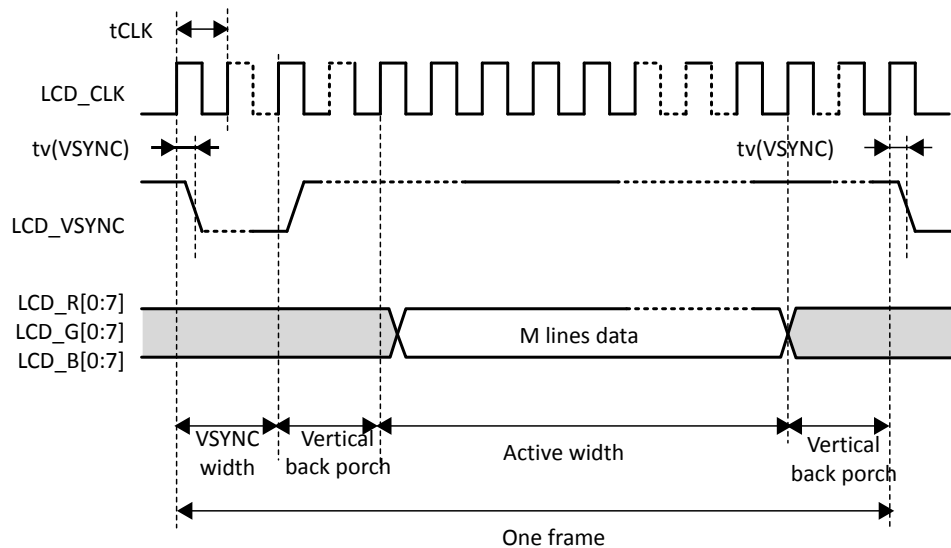 tCLK
LCD_CLK
tv(VSYNC)
tv(VSYNC)
LCD_VSYNC
LCD_R[0:7]
LCD_G[0:7]
LCD_B[0:7]
M lines data
VSYNC
width
Vertical
back porch
Active width
Vertical
back porch
One frame